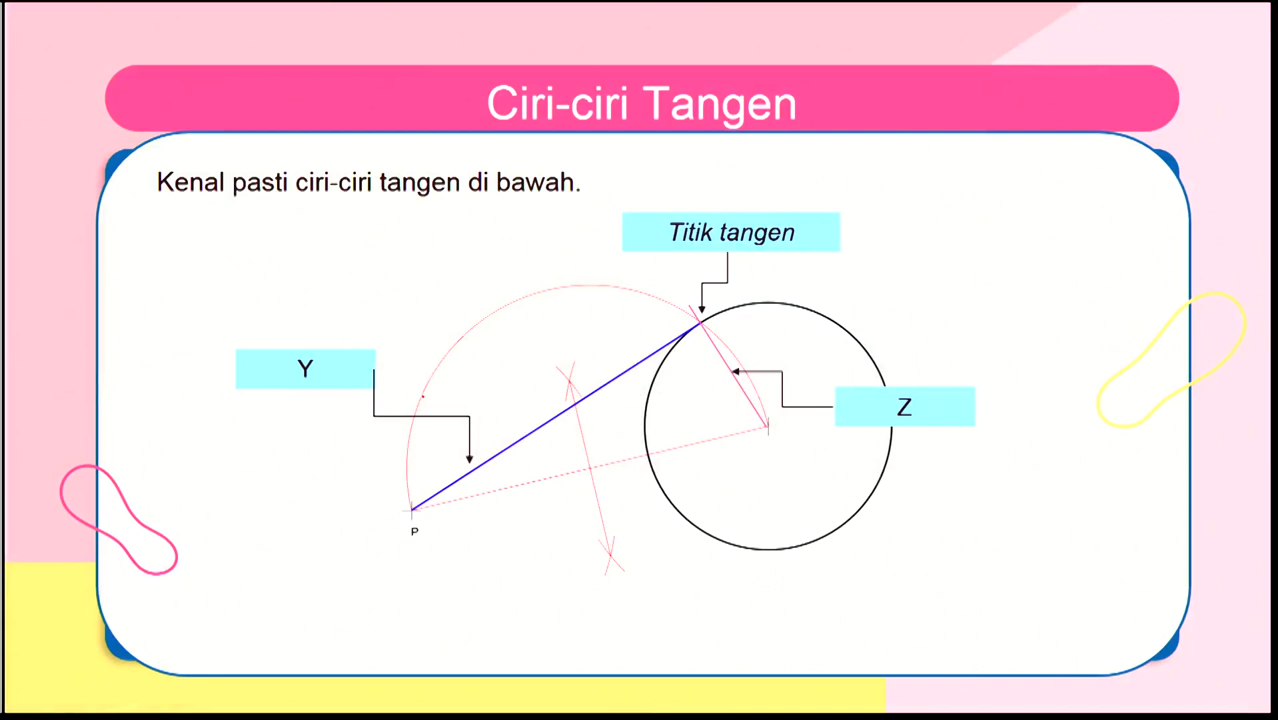 Ciri-ciri Tangen
Kenal pasti ciri-ciri tangen di bawah.
Titik tangen
Y
Z
P